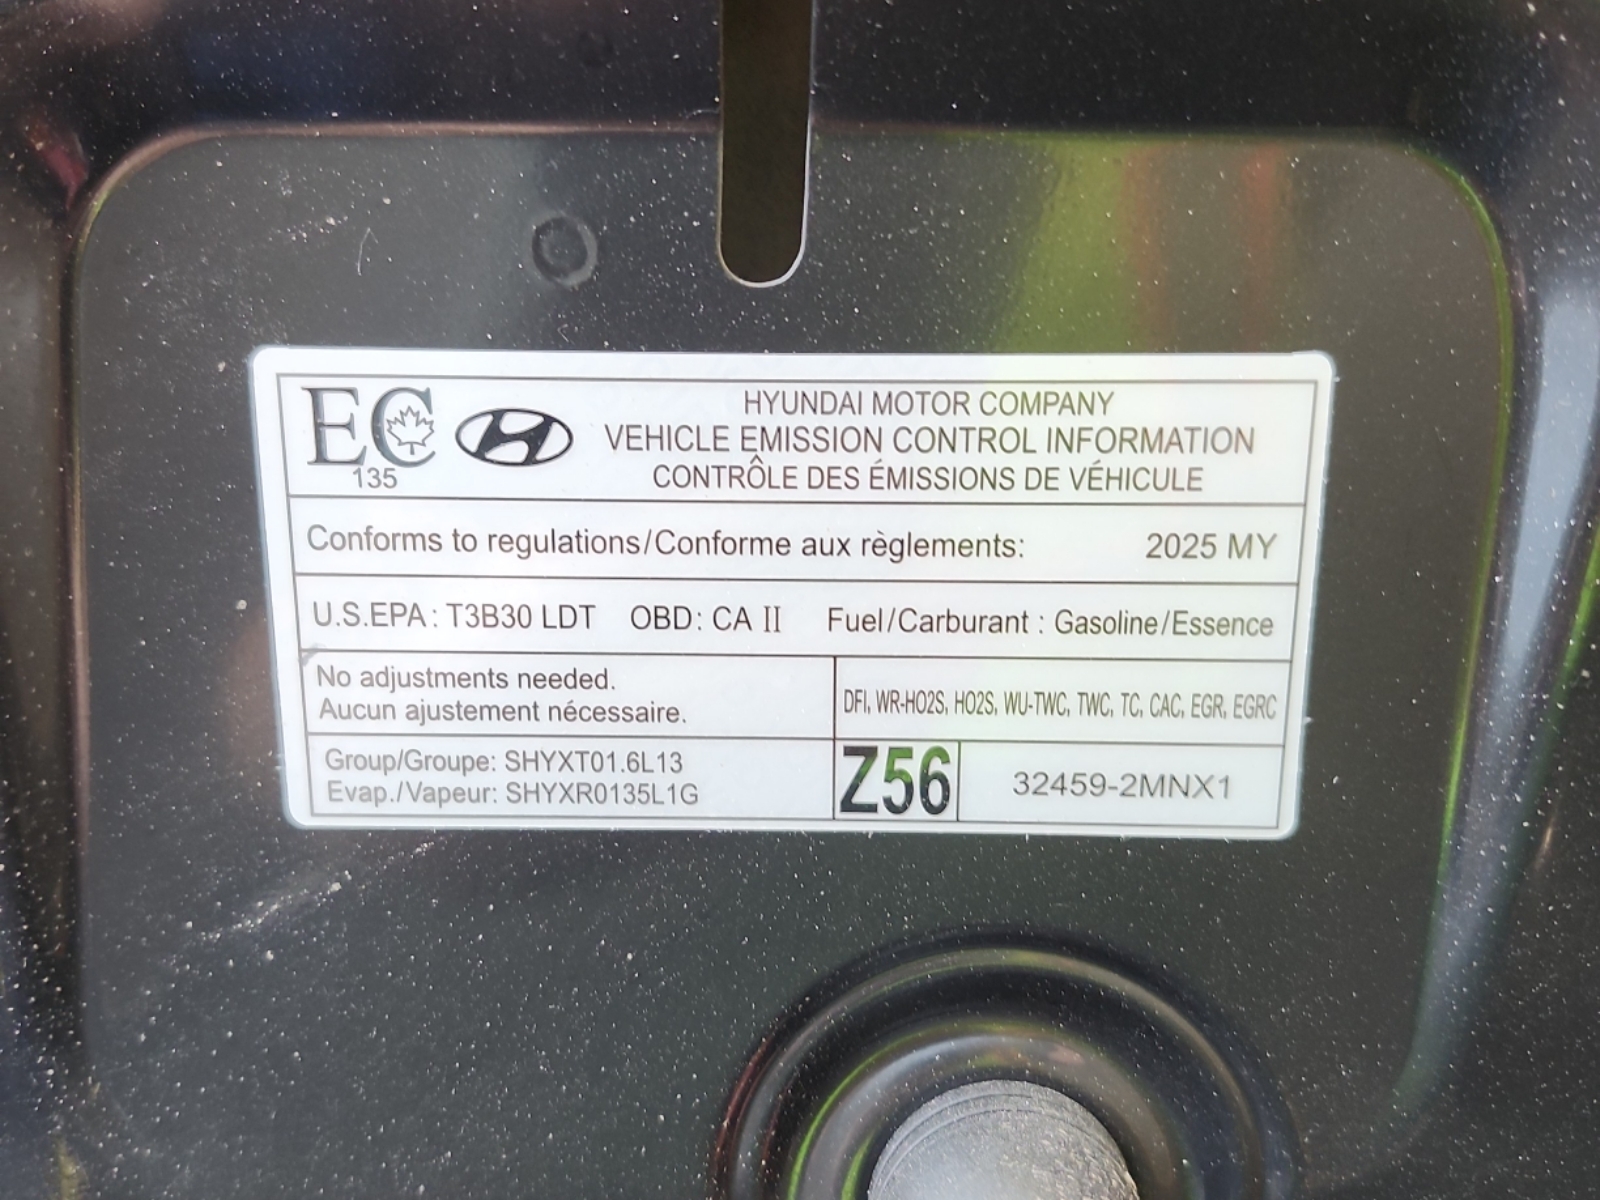 EC
135
HYUNDAI MOTOR COMPANY
VEHICLE EMISSION CONTROL INFORMATION
CONTRÔLE DES ÉMISSIONS DE VÉHICULE
Conforms to regulations/Conforme aux règlements: 2025 MY
U.S.EPA: T3B30 LDT OBD: CA II Fuel/Carburant : Gasoline/Essence
No adjustments needed.
Aucun ajustement nécessaire.
DFI, WR-HO2S, HO2S, WU-TWC, TWC, TC, CAC, EGR, EGRC
Group/Groupe: SHYXT01.6L13
Evap./Vapeur: SHYXR0135L1G
Z56
32459-2MNX1